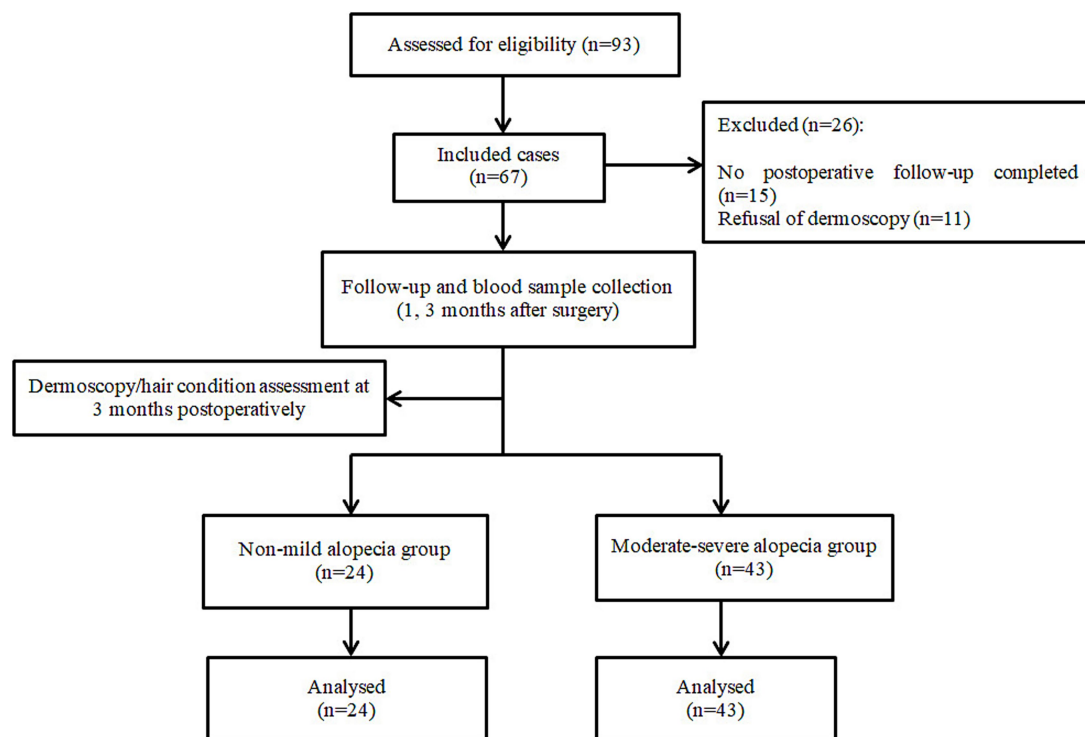 Assessed for eligibility (n=93)
Included cases
(n=67)
Excluded (n=26):
No postoperative follow-up completed
(n=15)
Refusal of dermoscopy (n=11)
Follow-up and blood sample collection
(1, 3 months after surgery)
Dermoscopy/hair condition assessment at
3 months postoperatively
Non-mild alopecia group
(n=24)
Moderate-severe alopecia group
(n=43)
Analysed
(n=24)
Analysed
(n=43)